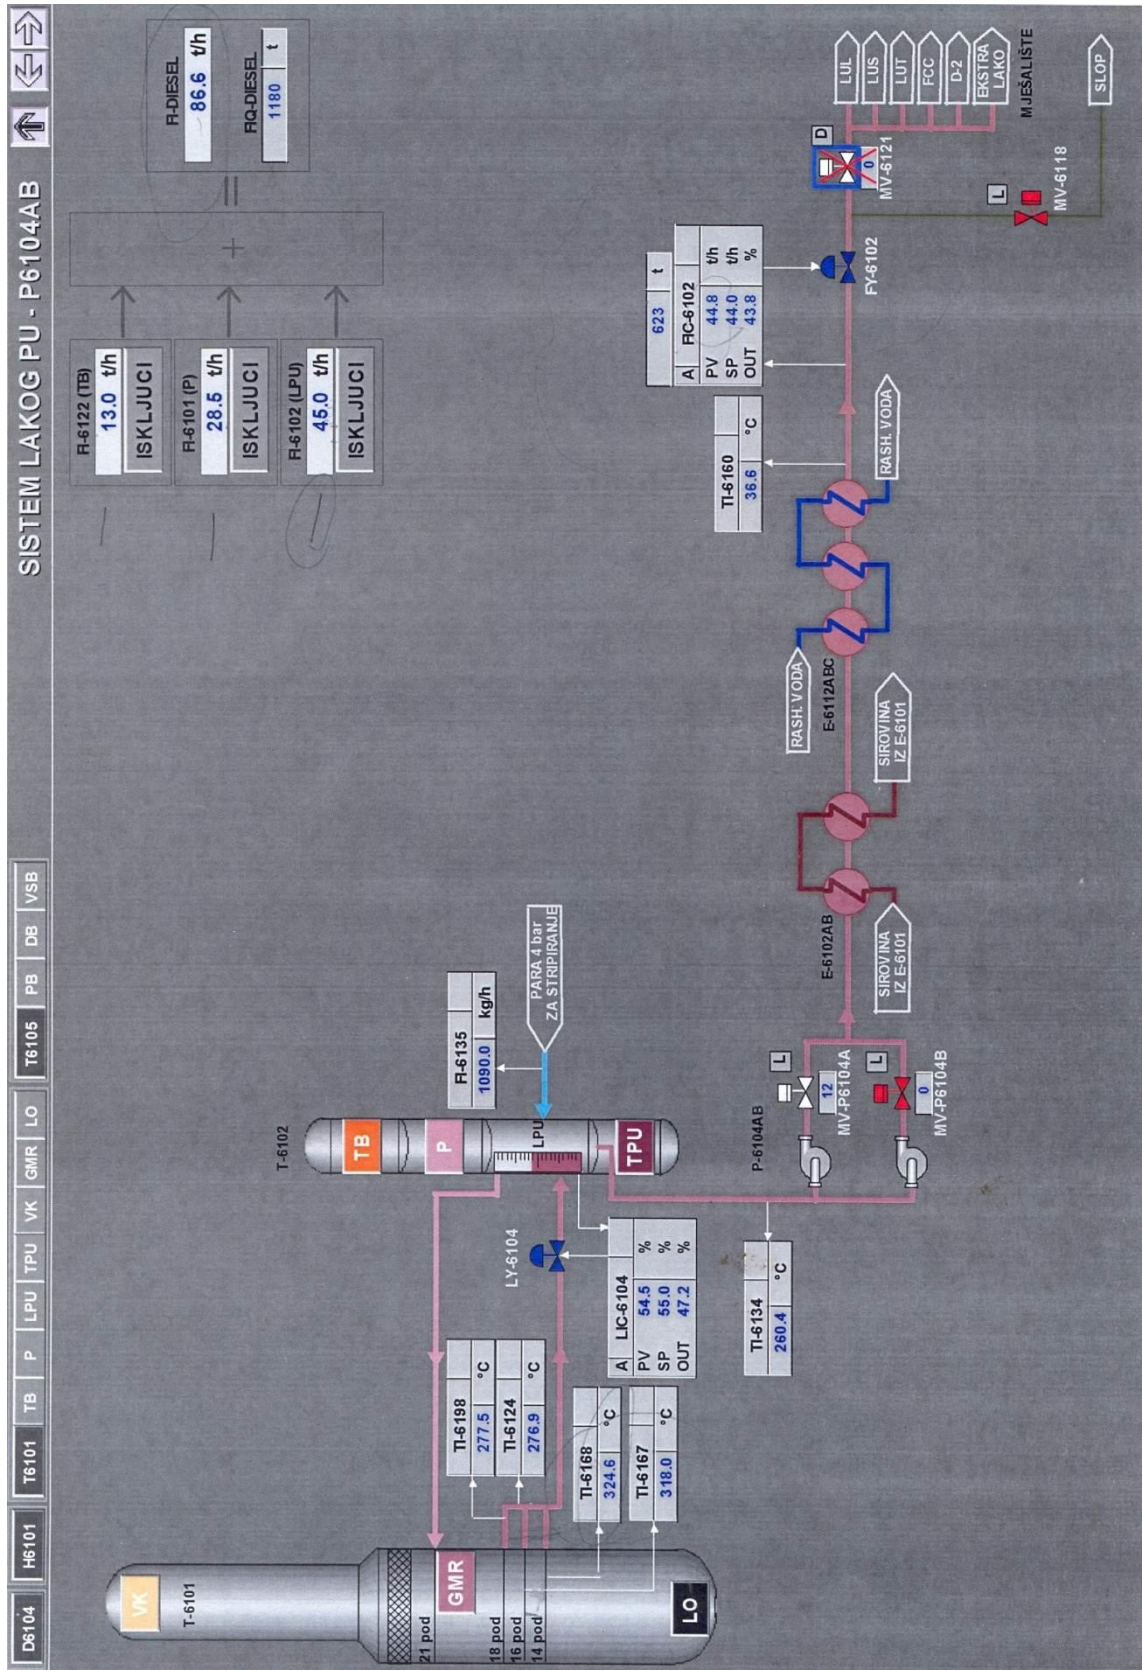 D6104 H6101 T6101 TB P LPU TPU VK GMR LO T6105 PB DB VSB
SISTEM LAKOG PU - P6104AB
FI-6122 (TB)
13.0 t/h
ISKLJUCI
FI-6101 (P)
28.5 t/h
ISKLJUCI
FI-6102 (LPU)
45.0 t/h
ISKLJUCI
+
=
FI-DIESEL
86.6 t/h
FIQ-DIESEL
1180 t
VK
T-6101
21 pod
GMR
18 pod
16 pod
14 pod
LO
TI-6198
277.5 °C
TI-6124
276.9 °C
TI-6168
324.6 °C
TI-6167
318.0 °C
LY-6104
A LIC-6104
PV 54.5 %
SP 55.0 %
OUT 47.2 %
T-6102
TB
P
LPU
TPU
FI-6135
1090.0 kg/h
PARA 4 bar
ZA STRIPIRANJE
TI-6134
260.4 °C
P-6104AB
L
12
MV-P6104A
L
0
MV-P6104B
E-6102AB
SIROVINA
IZ E-6101
SIROVINA
IZ E-6101
RASH. VODA
E-6112ABC
RASH. VODA
TI-6160
36.6 °C
623 t
A FIC-6102
PV 44.8 t/h
SP 44.0 t/h
OUT 43.8 %
FY-6102
D
0
MV-6121
L
MV-6118
LUL
LUS
LUT
FCC
D-2
EKSTRA
LAKO
MJEŠALIŠTE
SLOP